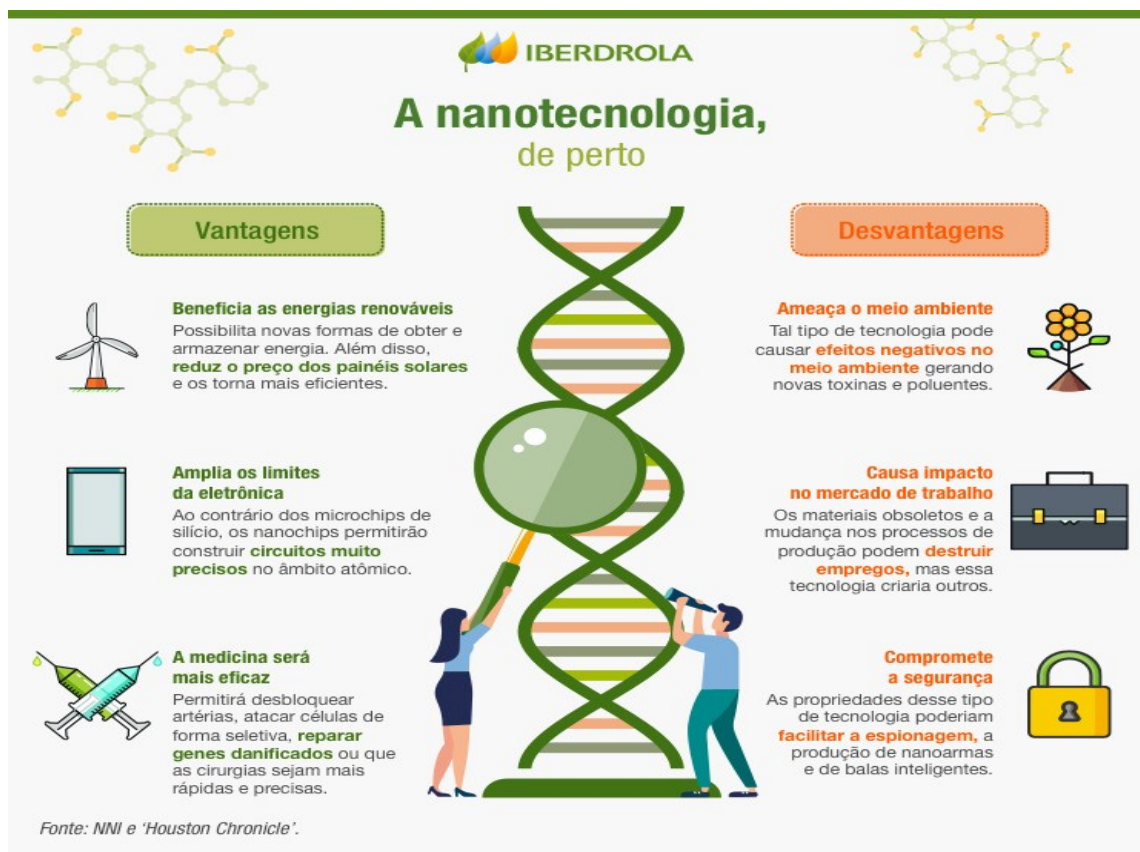 IBERDROLA
A nanotecnologia,
de perto
Vantagens
Beneficia as energias renováveis
Possibilita novas formas de obter e
armazenar energia. Além disso,
reduz o preço dos painéis solares
e os torna mais eficientes.
Amplia os limites
da eletrônica
Ao contrário dos microchips de
silício, os nanochips permitirão
construir circuitos muito
precisos no âmbito atômico.
A medicina será
mais eficaz
Permitirá desbloquear
artérias, atacar células de
forma seletiva, reparar
genes danificados ou que
as cirurgias sejam mais
rápidas e precisas.
Desvantagens
Ameaça o meio ambiente
Tal tipo de tecnologia pode
causar efeitos negativos no
meio ambiente gerando
novas toxinas e poluentes.
Causa impacto
no mercado de trabalho
Os materiais obsoletos e a
mudança nos processos de
produção podem destruir
empregos, mas essa
tecnologia criaria outros.
Compromete
a segurança
As propriedades desse tipo
de tecnologia poderiam
facilitar a espionagem, a
produção de nanoarmas
e de balas inteligentes.
Fonte: NNI e ‘Houston Chronicle’.